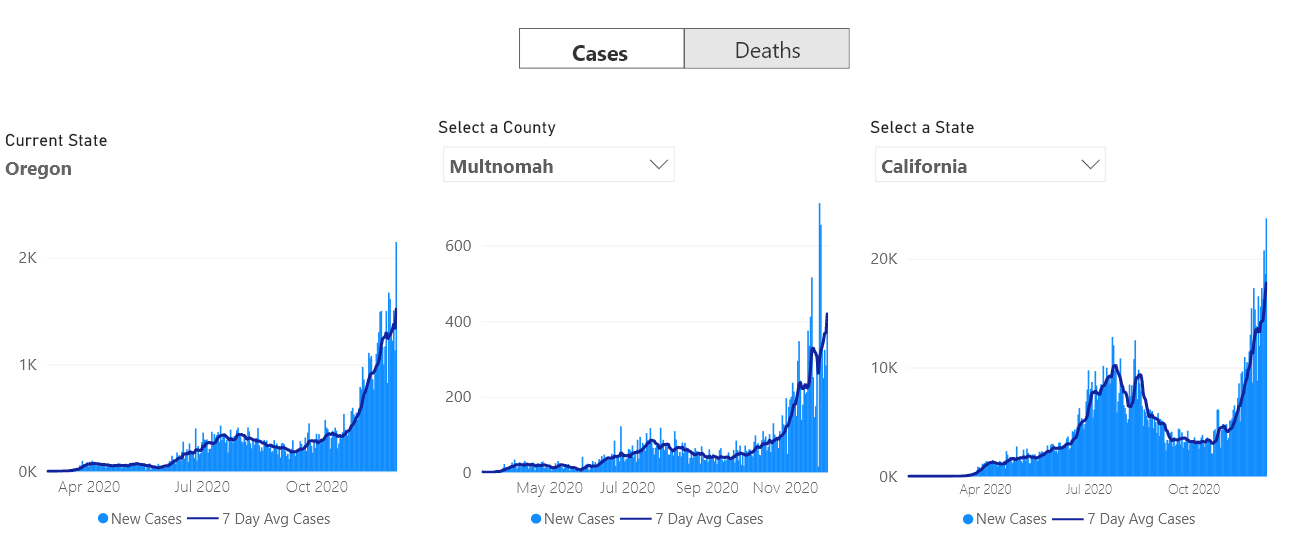 Cases
Deaths
Current State
Oregon
2K
1K
0K
Apr 2020
Jul 2020
Oct 2020
New Cases
7 Day Avg Cases
Select a County
Multnomah
600
400
200
0
May 2020
Jul 2020
Sep 2020
Nov 2020
New Cases
7 Day Avg Cases
Select a State
California
20K
10K
0K
Apr 2020
Jul 2020
Oct 2020
New Cases
7 Day Avg Cases